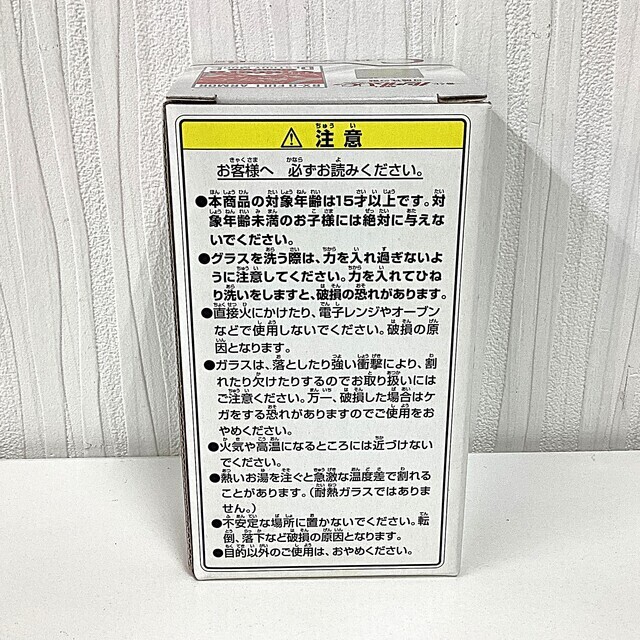 ⚠ 注意
お客様へ 必ずお読みください。
●本商品の対象年齢は15才以上です。対
象年齢未満のお子様には絶対に与えな
いでください。
●グラスを洗う際は、力を入れ過ぎないよ
うに注意してください。力を入れてひね
り洗いをしますと、破損の恐れがあります。
●直接火にかけたり、電子レンジやオーブン
などで使用しないでください。破損の原
因となります。
●ガラスは、落としたり強い衝撃により、割
れたり欠けたりするのでお取り扱いには
ご注意ください。万一、破損した場合はケ
ガをする恐れがありますのでご使用をお
やめください。
●火気や高温になるところには近づけない
でください。
●熱いお湯を注ぐと急激な温度差で割れる
ことがあります。(耐熱ガラスではありま
せん。)
●不安定な場所に置かないでください。転
倒、落下など破損の原因となります。
●目的以外のご使用は、おやめください。